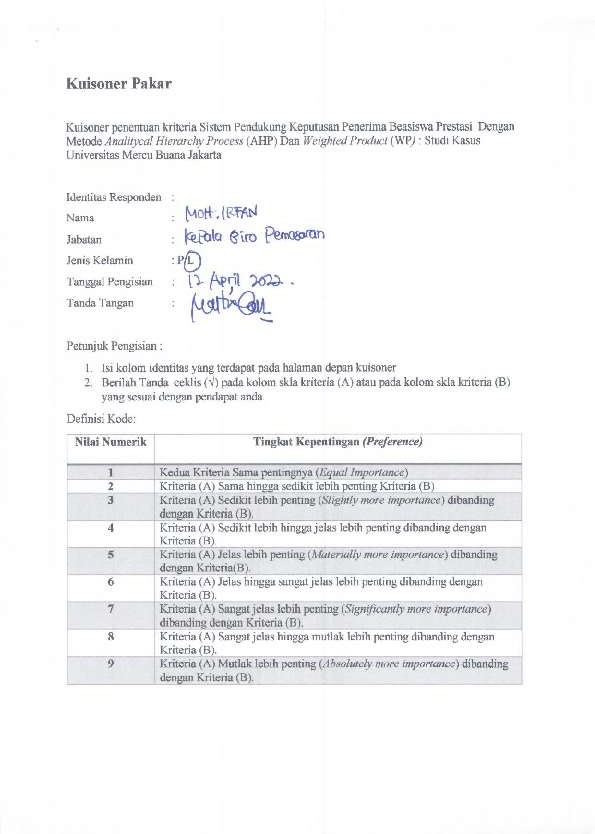 Kuisoner Pakar
Kuisoner penentuan kriteria Sistem Pendukung Keputusan Penerima Beasiswa Prestasi Dengan
Metode Analitycal Hierarchy Process (AHP) Dan Weighted Product (WP) : Studi Kasus
Universitas Mercu Buana Jakarta
Identitas Responden :
Nama : MOH. IRFAN
Jabatan : Kepala Biro Pemasaran
Jenis Kelamin : P/L
Tanggal Pengisian : 12 April 2022.
Tanda Tangan :
Petunjuk Pengisian :
1. Isi kolom identitas yang terdapat pada halaman depan kuisoner
2. Berilah Tanda ceklis (√) pada kolom skla kriteria (A) atau pada kolom skla kriteria (B)
yang sesuai dengan pendapat anda
Definisi Kode:
Nilai Numerik Tingkat Kepentingan (Preference)
1 Kedua Kriteria Sama pentingnya (Equal Importance)
2 Kriteria (A) Sama hingga sedikit lebih penting Kriteria (B)
3 Kriteria (A) Sedikit lebih penting (Slightly more importance) dibanding
dengan Kriteria (B).
4 Kriteria (A) Sedikit lebih hingga jelas lebih penting dibanding dengan
Kriteria (B)
5 Kriteria (A) Jelas lebih penting (Materially more importance) dibanding
dengan Kriteria(B).
6 Kriteria (A) Jelas hingga sangat jelas lebih penting dibanding dengan
Kriteria (B).
7 Kriteria (A) Sangat jelas lebih penting (Significantly more importance)
dibanding dengan Kriteria (B).
8 Kriteria (A) Sangat jelas hingga mutlak lebih penting dibanding dengan
Kriteria (B).
9 Kriteria (A) Mutlak lebih penting (Absolutely more importance) dibanding
dengan Kriteria (B).